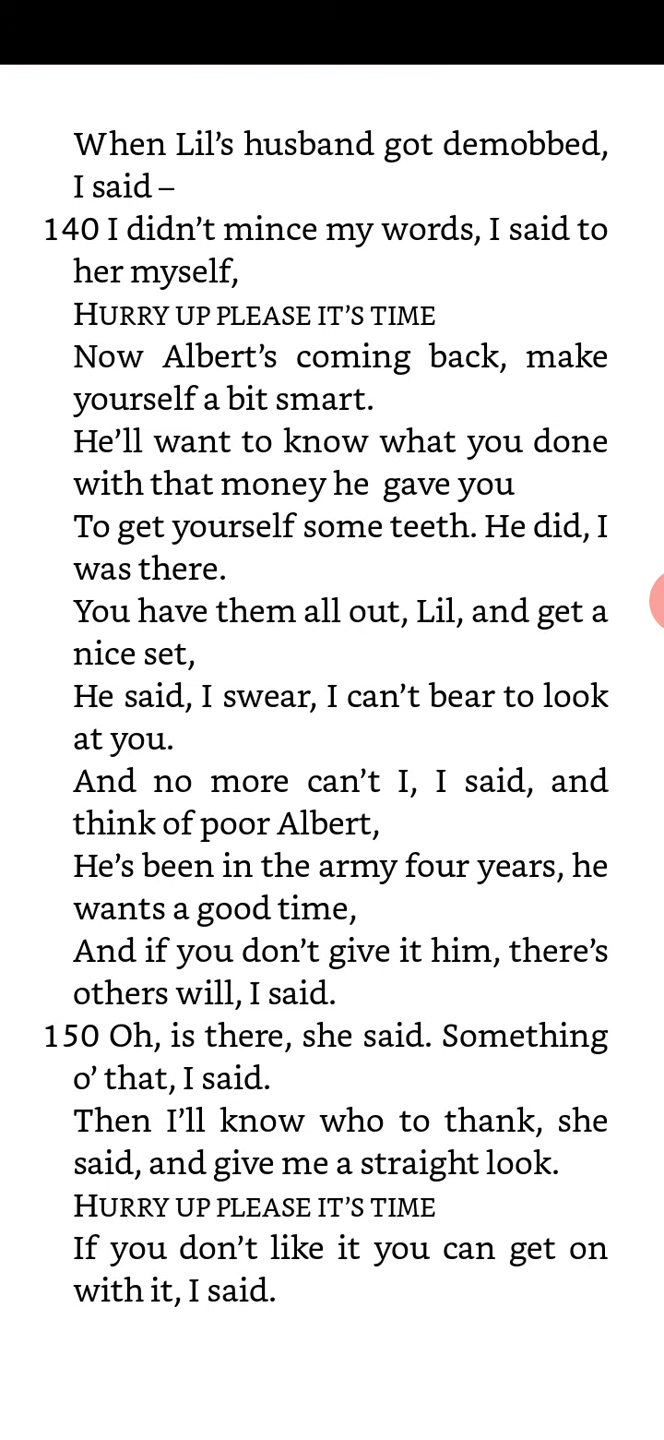 When Lil’s husband got demobbed,
I said –
140 I didn’t mince my words, I said to
her myself,
HURRY UP PLEASE IT’S TIME
Now Albert’s coming back, make
yourself a bit smart.
He’ll want to know what you done
with that money he gave you
To get yourself some teeth. He did, I
was there.
You have them all out, Lil, and get a
nice set,
He said, I swear, I can’t bear to look
at you.
And no more can’t I, I said, and
think of poor Albert,
He’s been in the army four years, he
wants a good time,
And if you don’t give it him, there’s
others will, I said.
150 Oh, is there, she said. Something
o’ that, I said.
Then I’ll know who to thank, she
said, and give me a straight look.
HURRY UP PLEASE IT’S TIME
If you don’t like it you can get on
with it, I said.